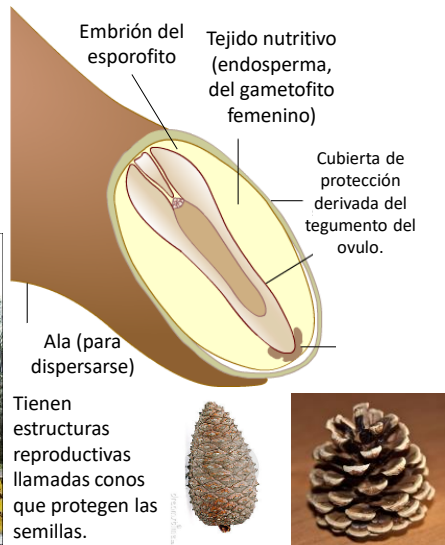 Embrión del
esporofito
Tejido nutritivo
(endosperma,
del gametofito
femenino)
Cubierta de
protección
derivada del
tegumento del
ovulo.
Ala (para
dispersarse)
Tienen
estructuras
reproductivas
llamadas conos
que protegen las
semillas.